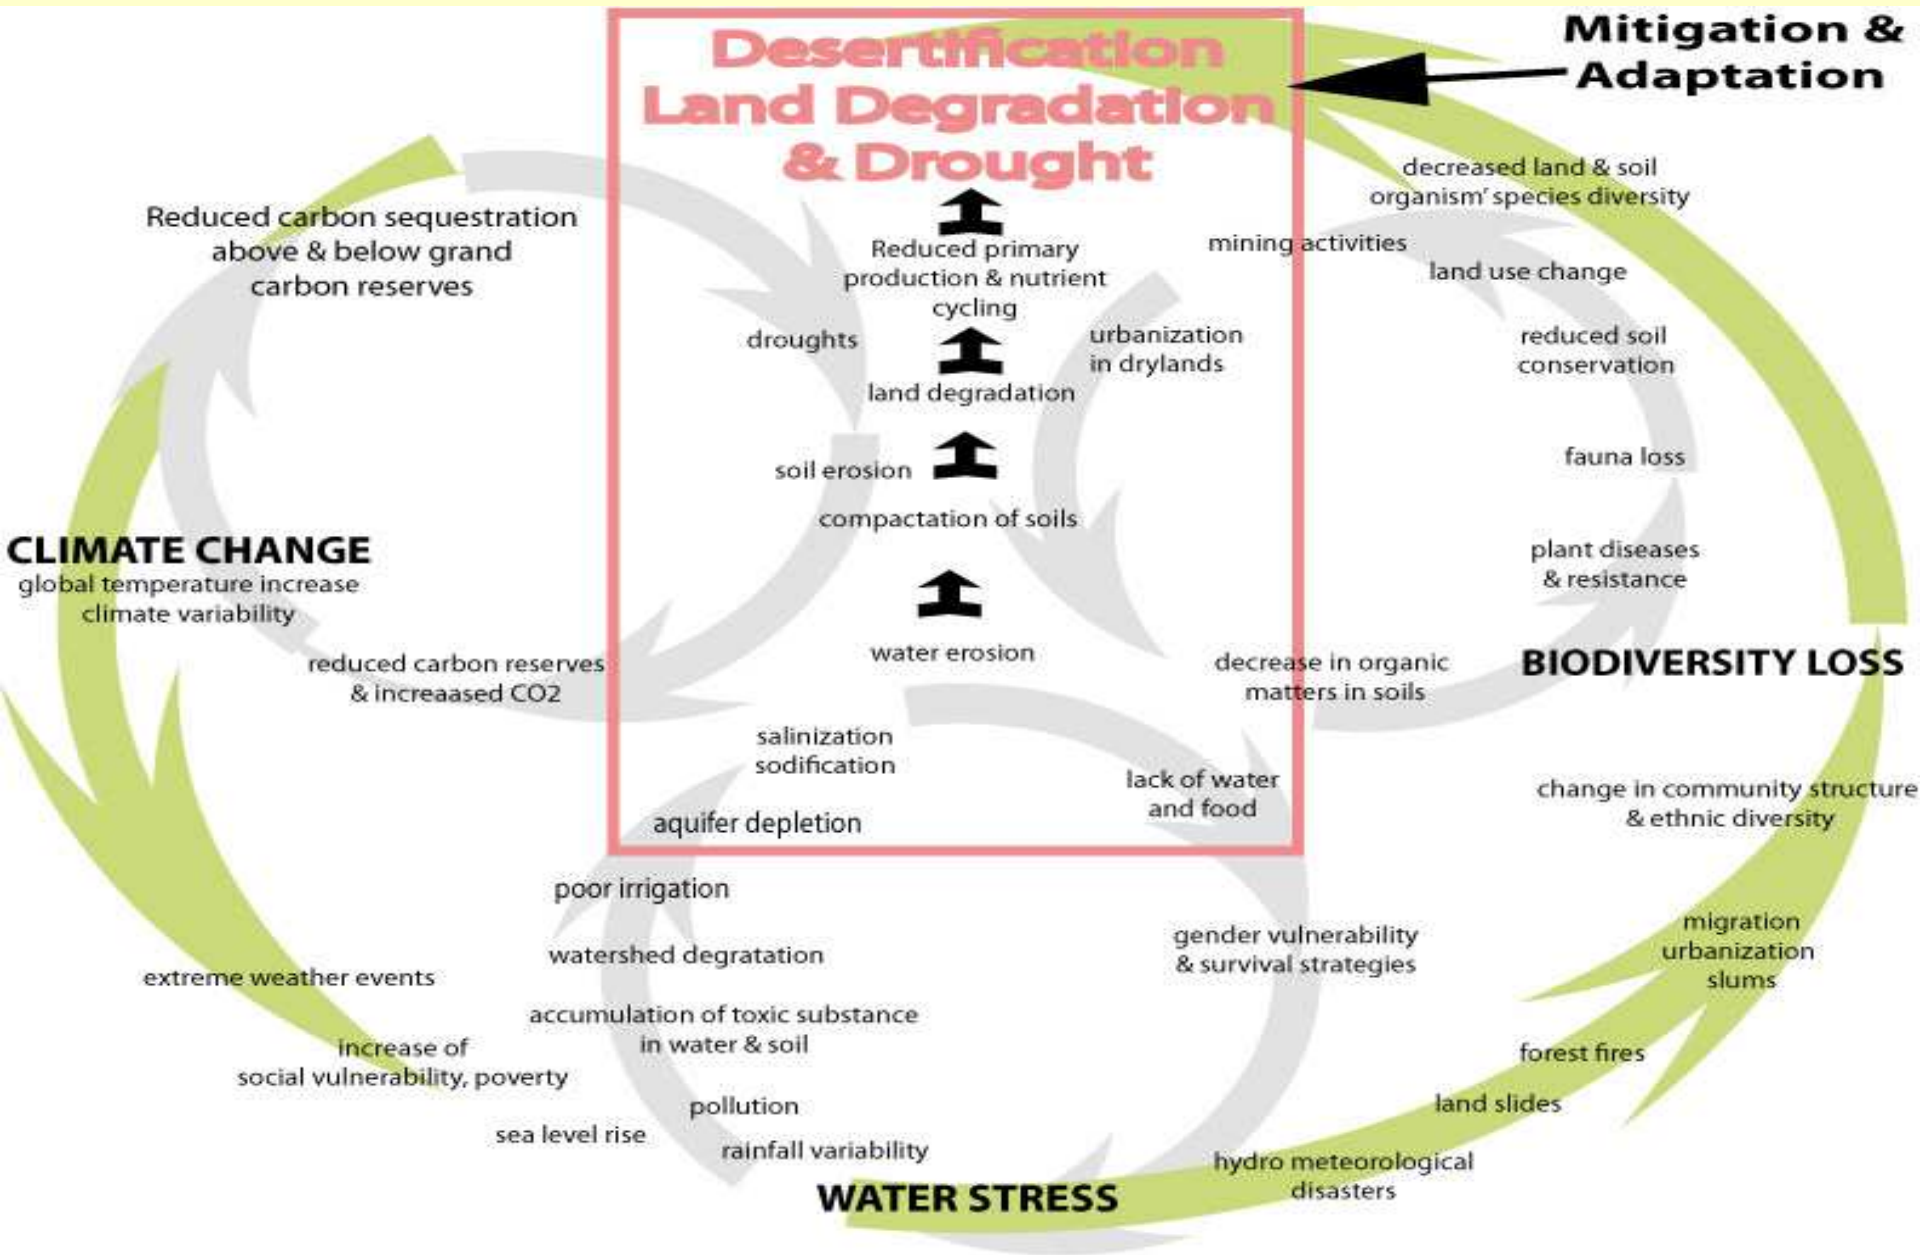 Desertification
Land Degradation
& Drought
Mitigation &
Adaptation
decreased land & soil
organism' species diversity
mining activities
land use change
reduced soil
conservation
fauna loss
plant diseases
& resistance
BIODIVERSITY LOSS
change in community structure
& ethnic diversity
migration
urbanization
slums
forest fires
land slides
hydro meteorological
disasters
Reduced carbon sequestration
above & below grand
carbon reserves
CLIMATE CHANGE
global temperature increase
climate variability
reduced carbon reserves
& increaased CO2
Reduced primary
production & nutrient
cycling
droughts
urbanization
in drylands
land degradation
soil erosion
compactation of soils
water erosion
decrease in organic
matters in soils
salinization
sodification
lack of water
and food
aquifer depletion
poor irrigation
watershed degratation
gender vulnerability
& survival strategies
extreme weather events
accumulation of toxic substance
in water & soil
increase of
social vulnerability, poverty
pollution
sea level rise
rainfall variability
WATER STRESS